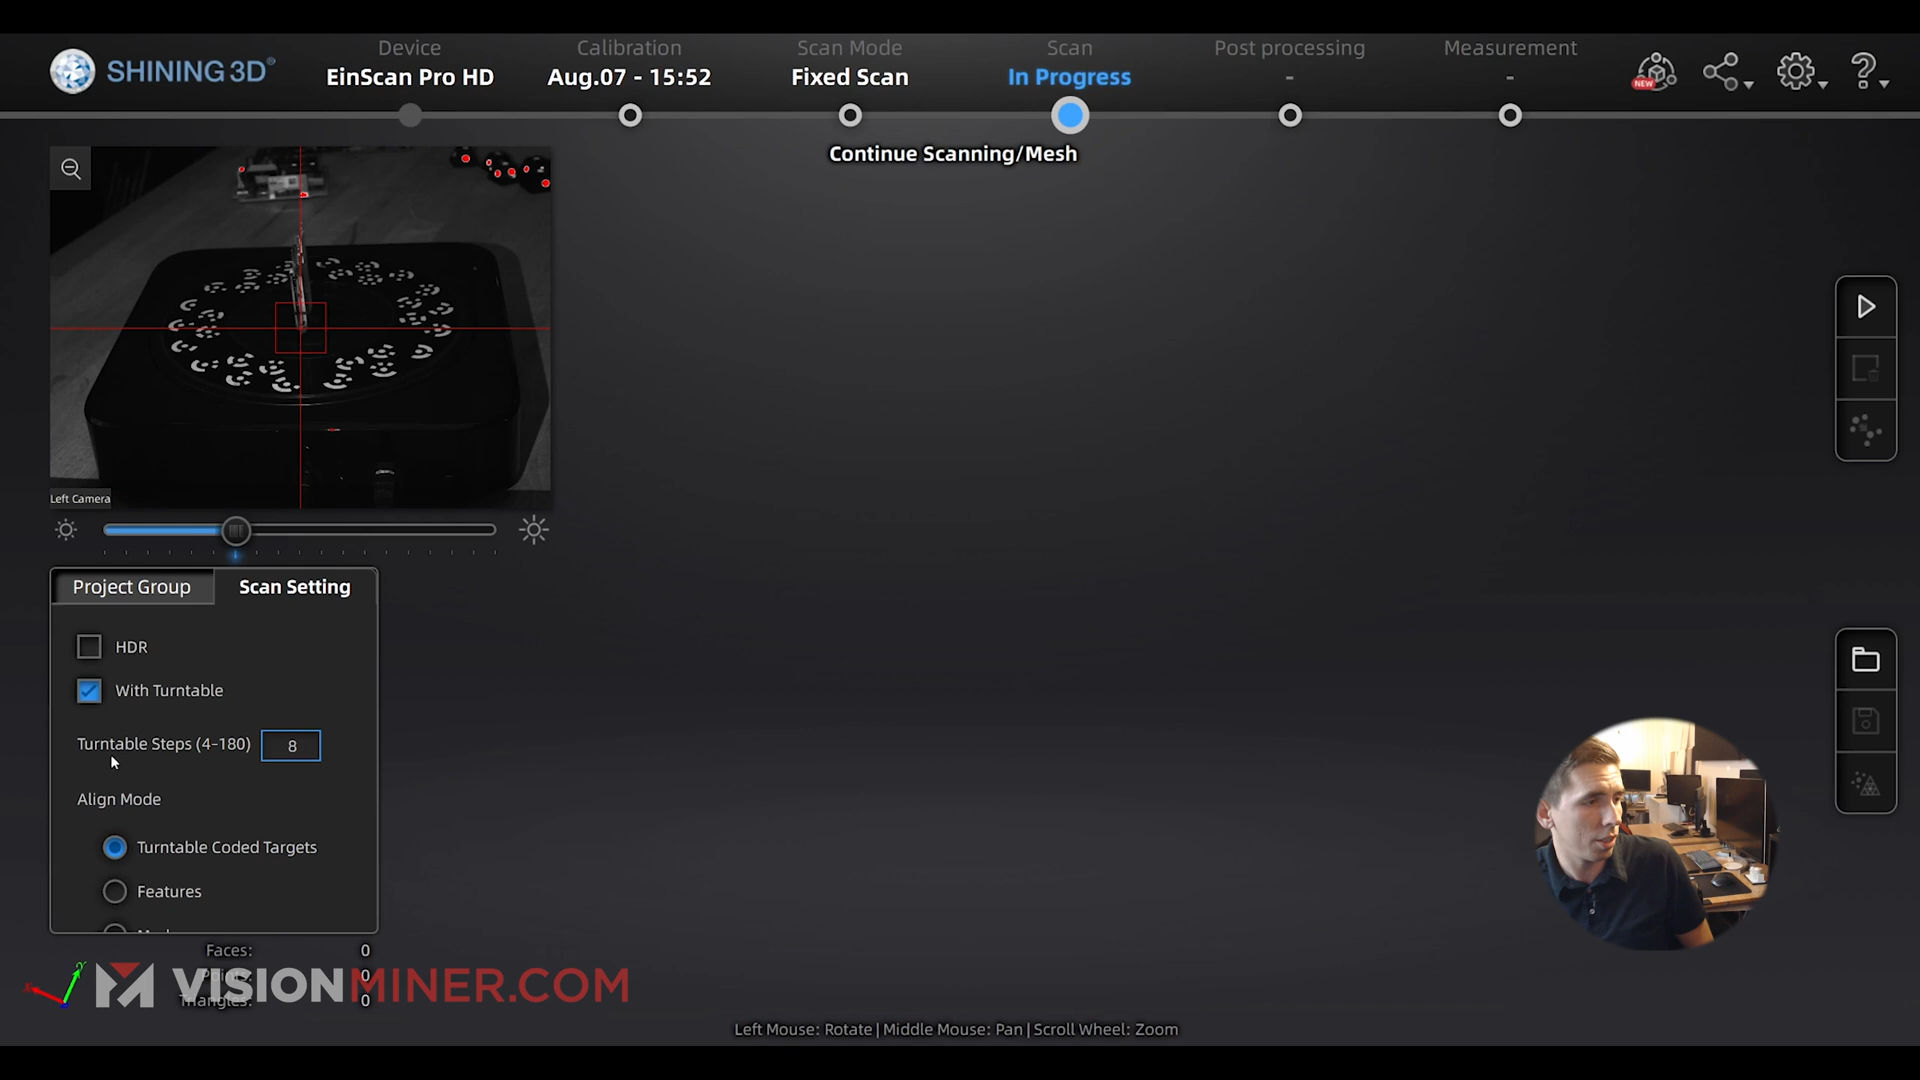 SHINING 3D®
Device
EinScan Pro HD
Calibration
Aug.07 - 15:52
Scan Mode
Fixed Scan
Scan
In Progress
Post processing
-
Measurement
-
NEW
Continue Scanning/Mesh
Left Camera
Project Group
Scan Setting
HDR
With Turntable
Turntable Steps (4-180)
8
Align Mode
Turntable Coded Targets
Features
Faces: 0
Points: 0
Triangles: 0
VISIONMINER.COM
Left Mouse: Rotate|Middle Mouse: Pan|Scroll Wheel: Zoom